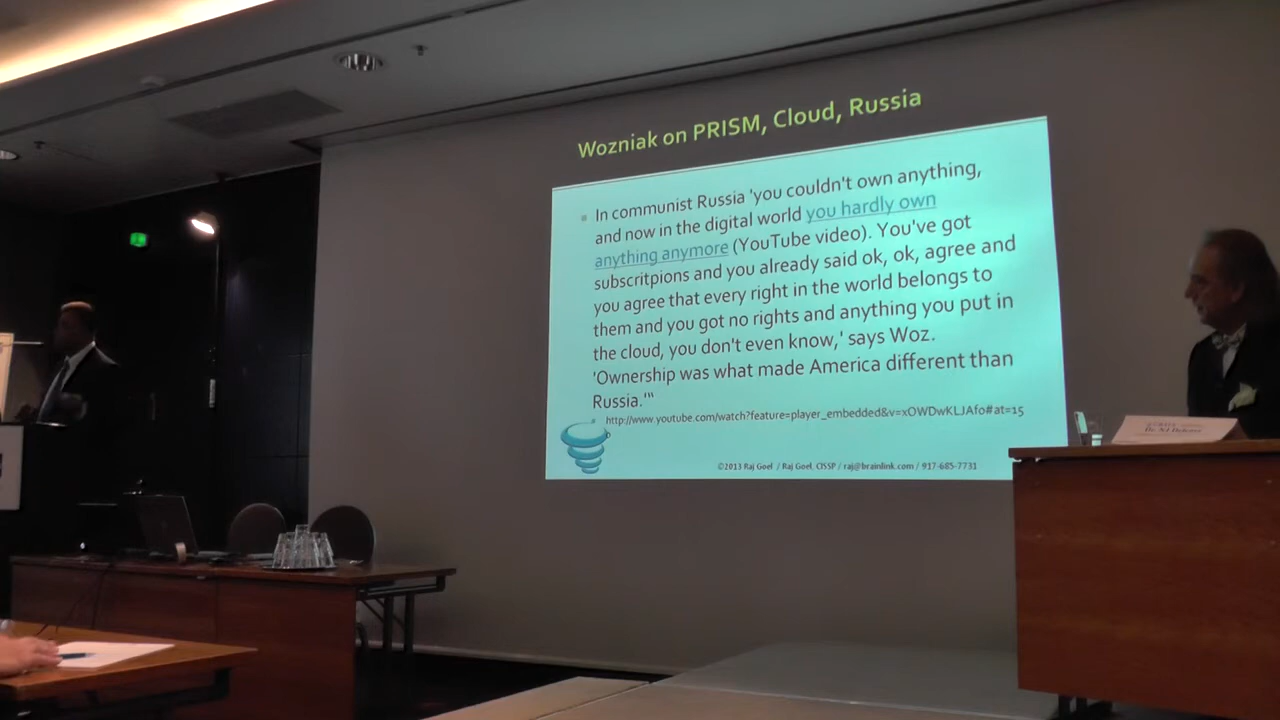 Wozniak on PRISM, Cloud, Russia
In communist Russia 'you couldn't own anything,
and now in the digital world you hardly own
anything anymore (YouTube video). You've got
subscritpions and you already said ok, ok, agree and
you agree that every right in the world belongs to
them and you got no rights and anything you put in
the cloud, you don't even know,' says Woz.
'Ownership was what made America different than
Russia.'"
http://www.youtube.com/watch?feature=player_embedded&v=xOWDwKLJAfo#at=15
©2013 Raj Goel / Raj Goel, CISSP / raj@brainlink.com / 917-685-7731